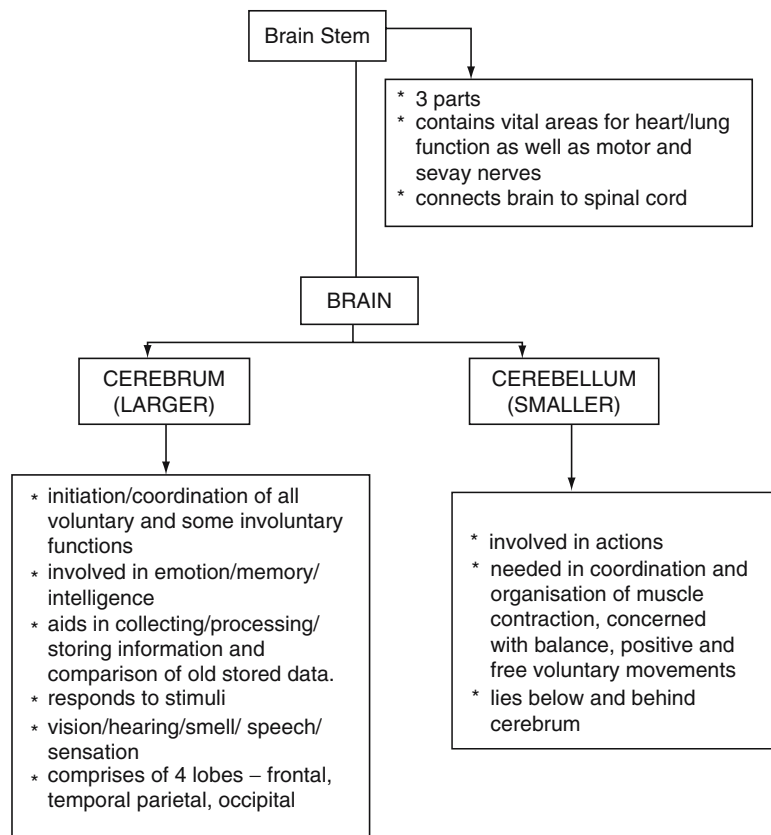 Brain Stem
* 3 parts
* contains vital areas for heart/lung
function as well as motor and
sevay nerves
* connects brain to spinal cord
BRAIN
CEREBRUM
(LARGER)
CEREBELLUM
(SMALLER)
* initiation/coordination of all
voluntary and some involuntary
functions
* involved in emotion/memory/
intelligence
* aids in collecting/processing/
storing information and
comparison of old stored data.
* responds to stimuli
* vision/hearing/smell/ speech/
sensation
* comprises of 4 lobes – frontal,
temporal parietal, occipital
* involved in actions
* needed in coordination and
organisation of muscle
contraction, concerned
with balance, positive and
free voluntary movements
* lies below and behind
cerebrum